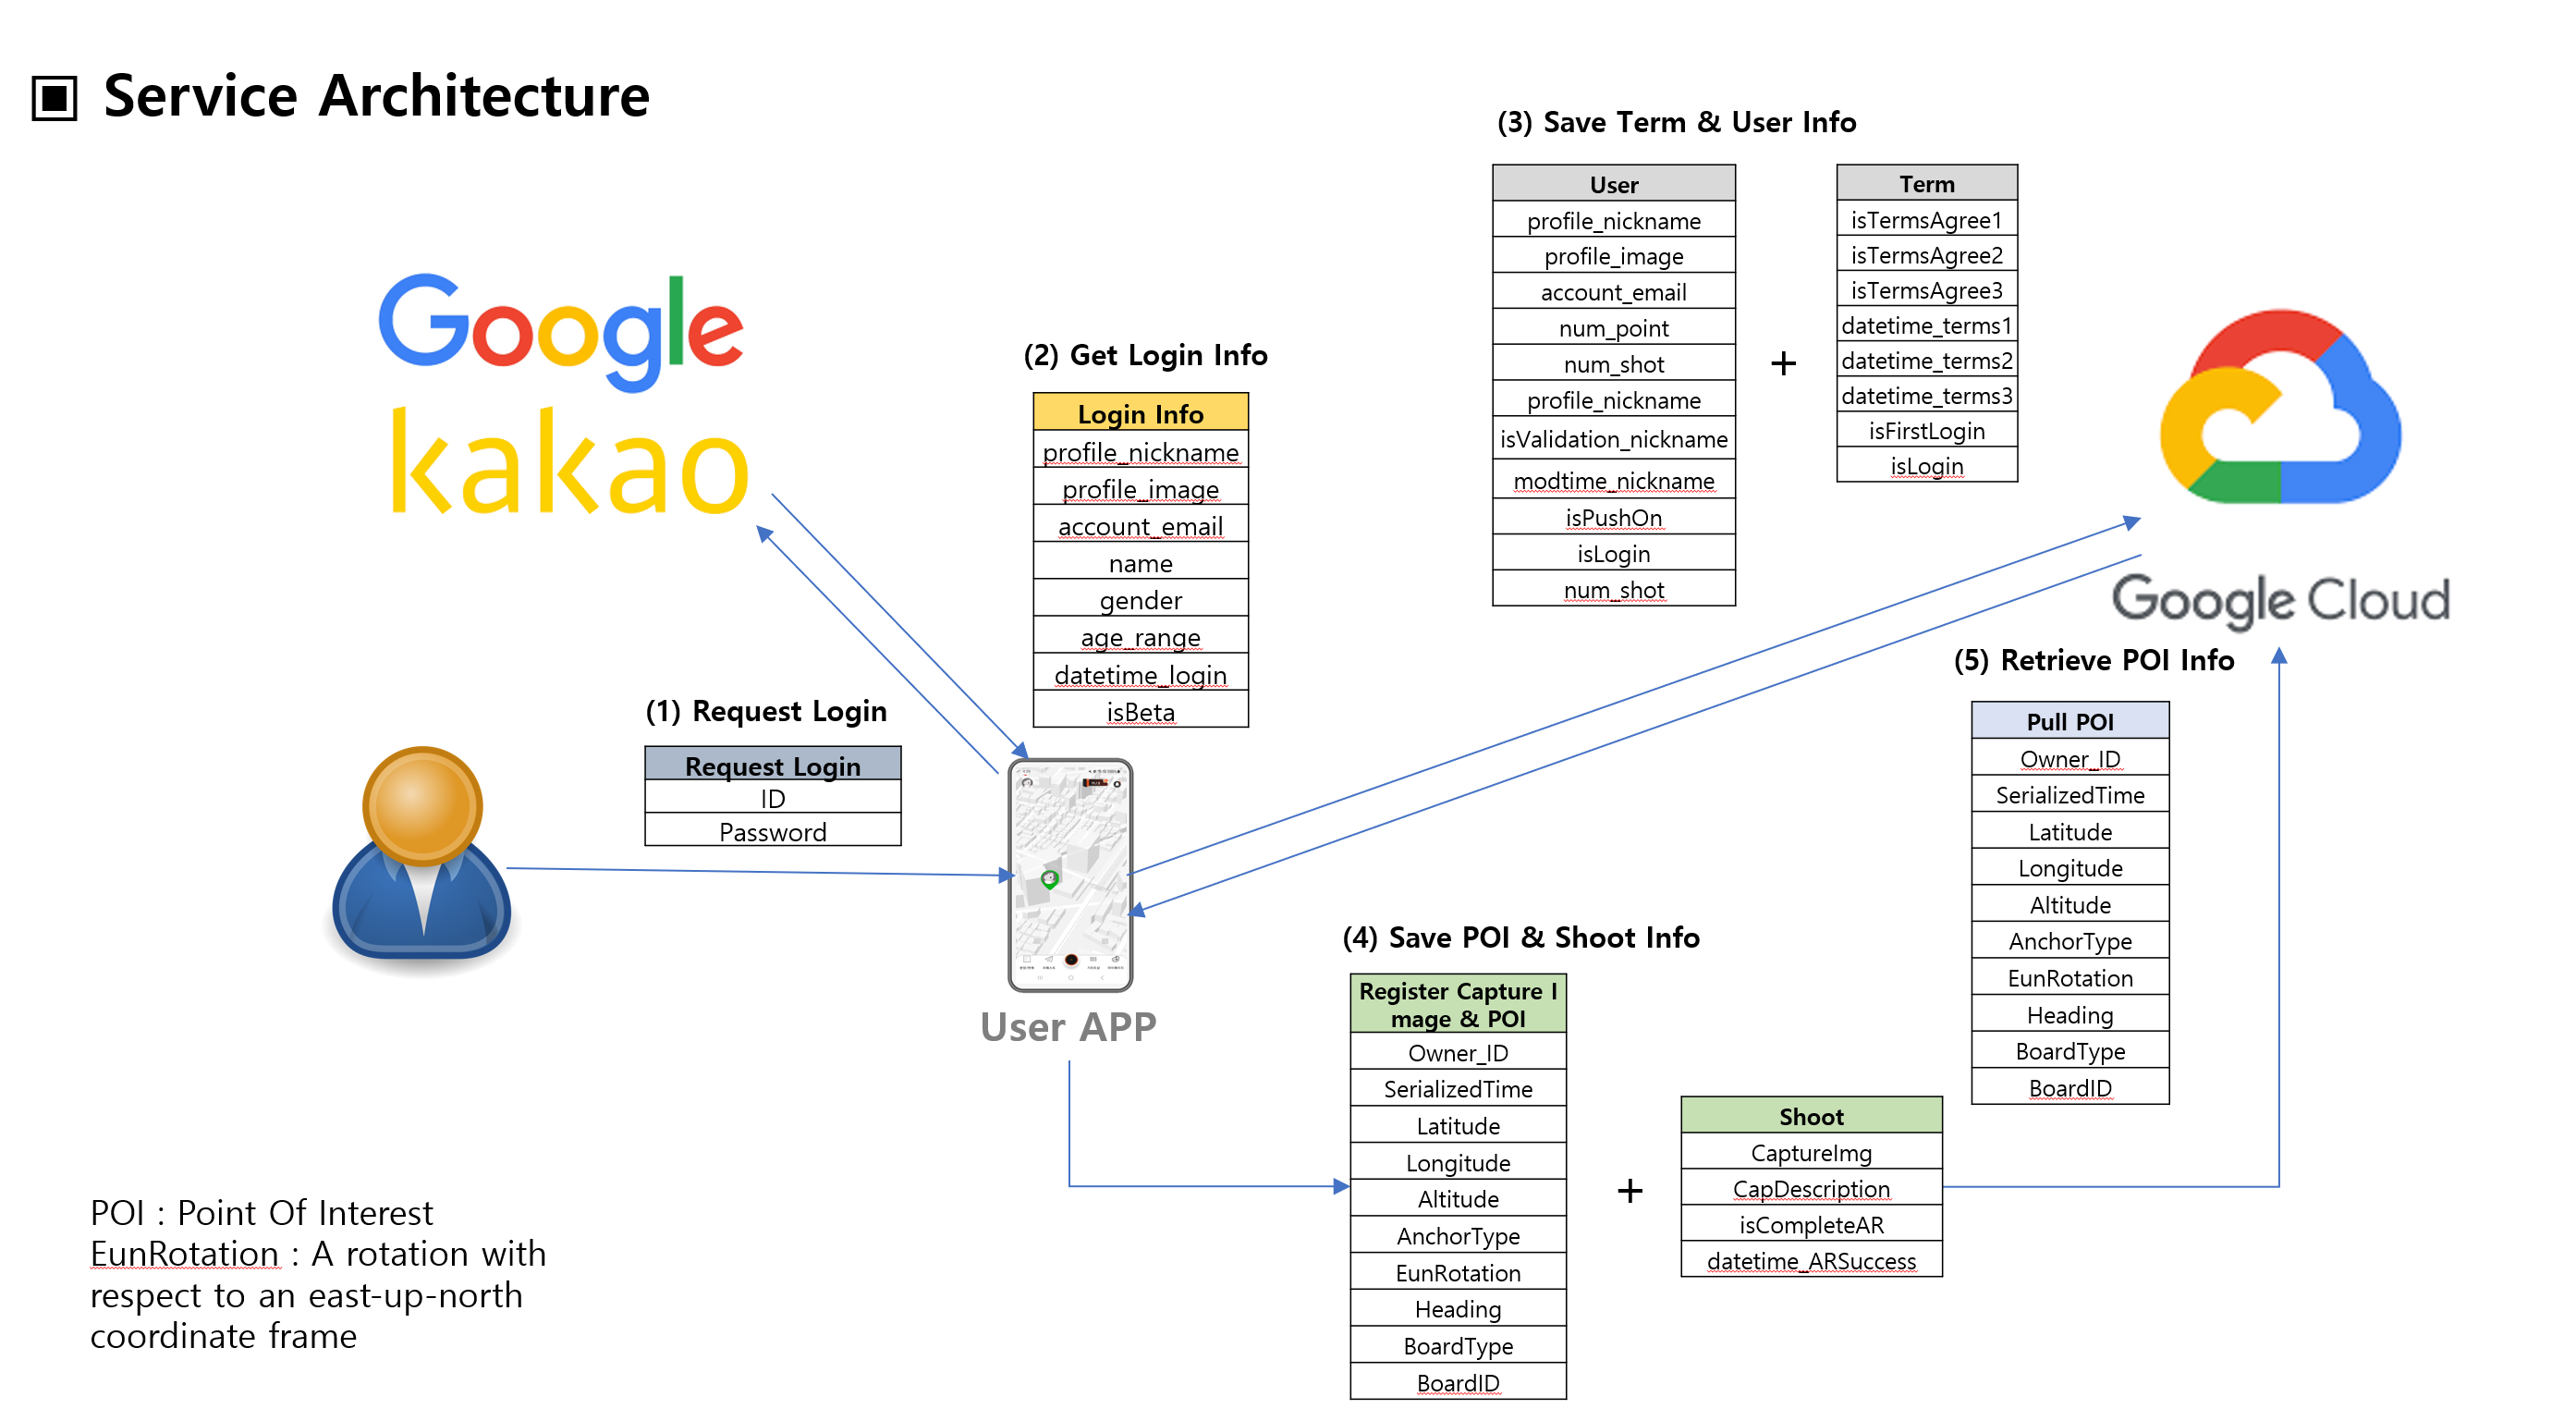 ▣ Service Architecture
Google
kakao
(1) Request Login
Request Login
ID
Password
(2) Get Login Info
Login Info
profile_nickname
profile_image
account_email
name
gender
age_range
datetime_login
isBeta
User APP
(3) Save Term & User Info
User
profile_nickname
profile_image
account_email
num_point
num_shot
profile_nickname
isValidation_nickname
modtime_nickname
isPushOn
isLogin
num_shot
+
Term
isTermsAgree1
isTermsAgree2
isTermsAgree3
datetime_terms1
datetime_terms2
datetime_terms3
isFirstLogin
isLogin
Google Cloud
(4) Save POI & Shoot Info
Register Capture I
mage & POI
Owner_ID
SerializedTime
Latitude
Longitude
Altitude
AnchorType
EunRotation
Heading
BoardType
BoardID
+
Shoot
CaptureImg
CapDescription
isCompleteAR
datetime_ARSuccess
(5) Retrieve POI Info
Pull POI
Owner_ID
SerializedTime
Latitude
Longitude
Altitude
AnchorType
EunRotation
Heading
BoardType
BoardID
POI : Point Of Interest
EunRotation : A rotation with
respect to an east-up-north
coordinate frame